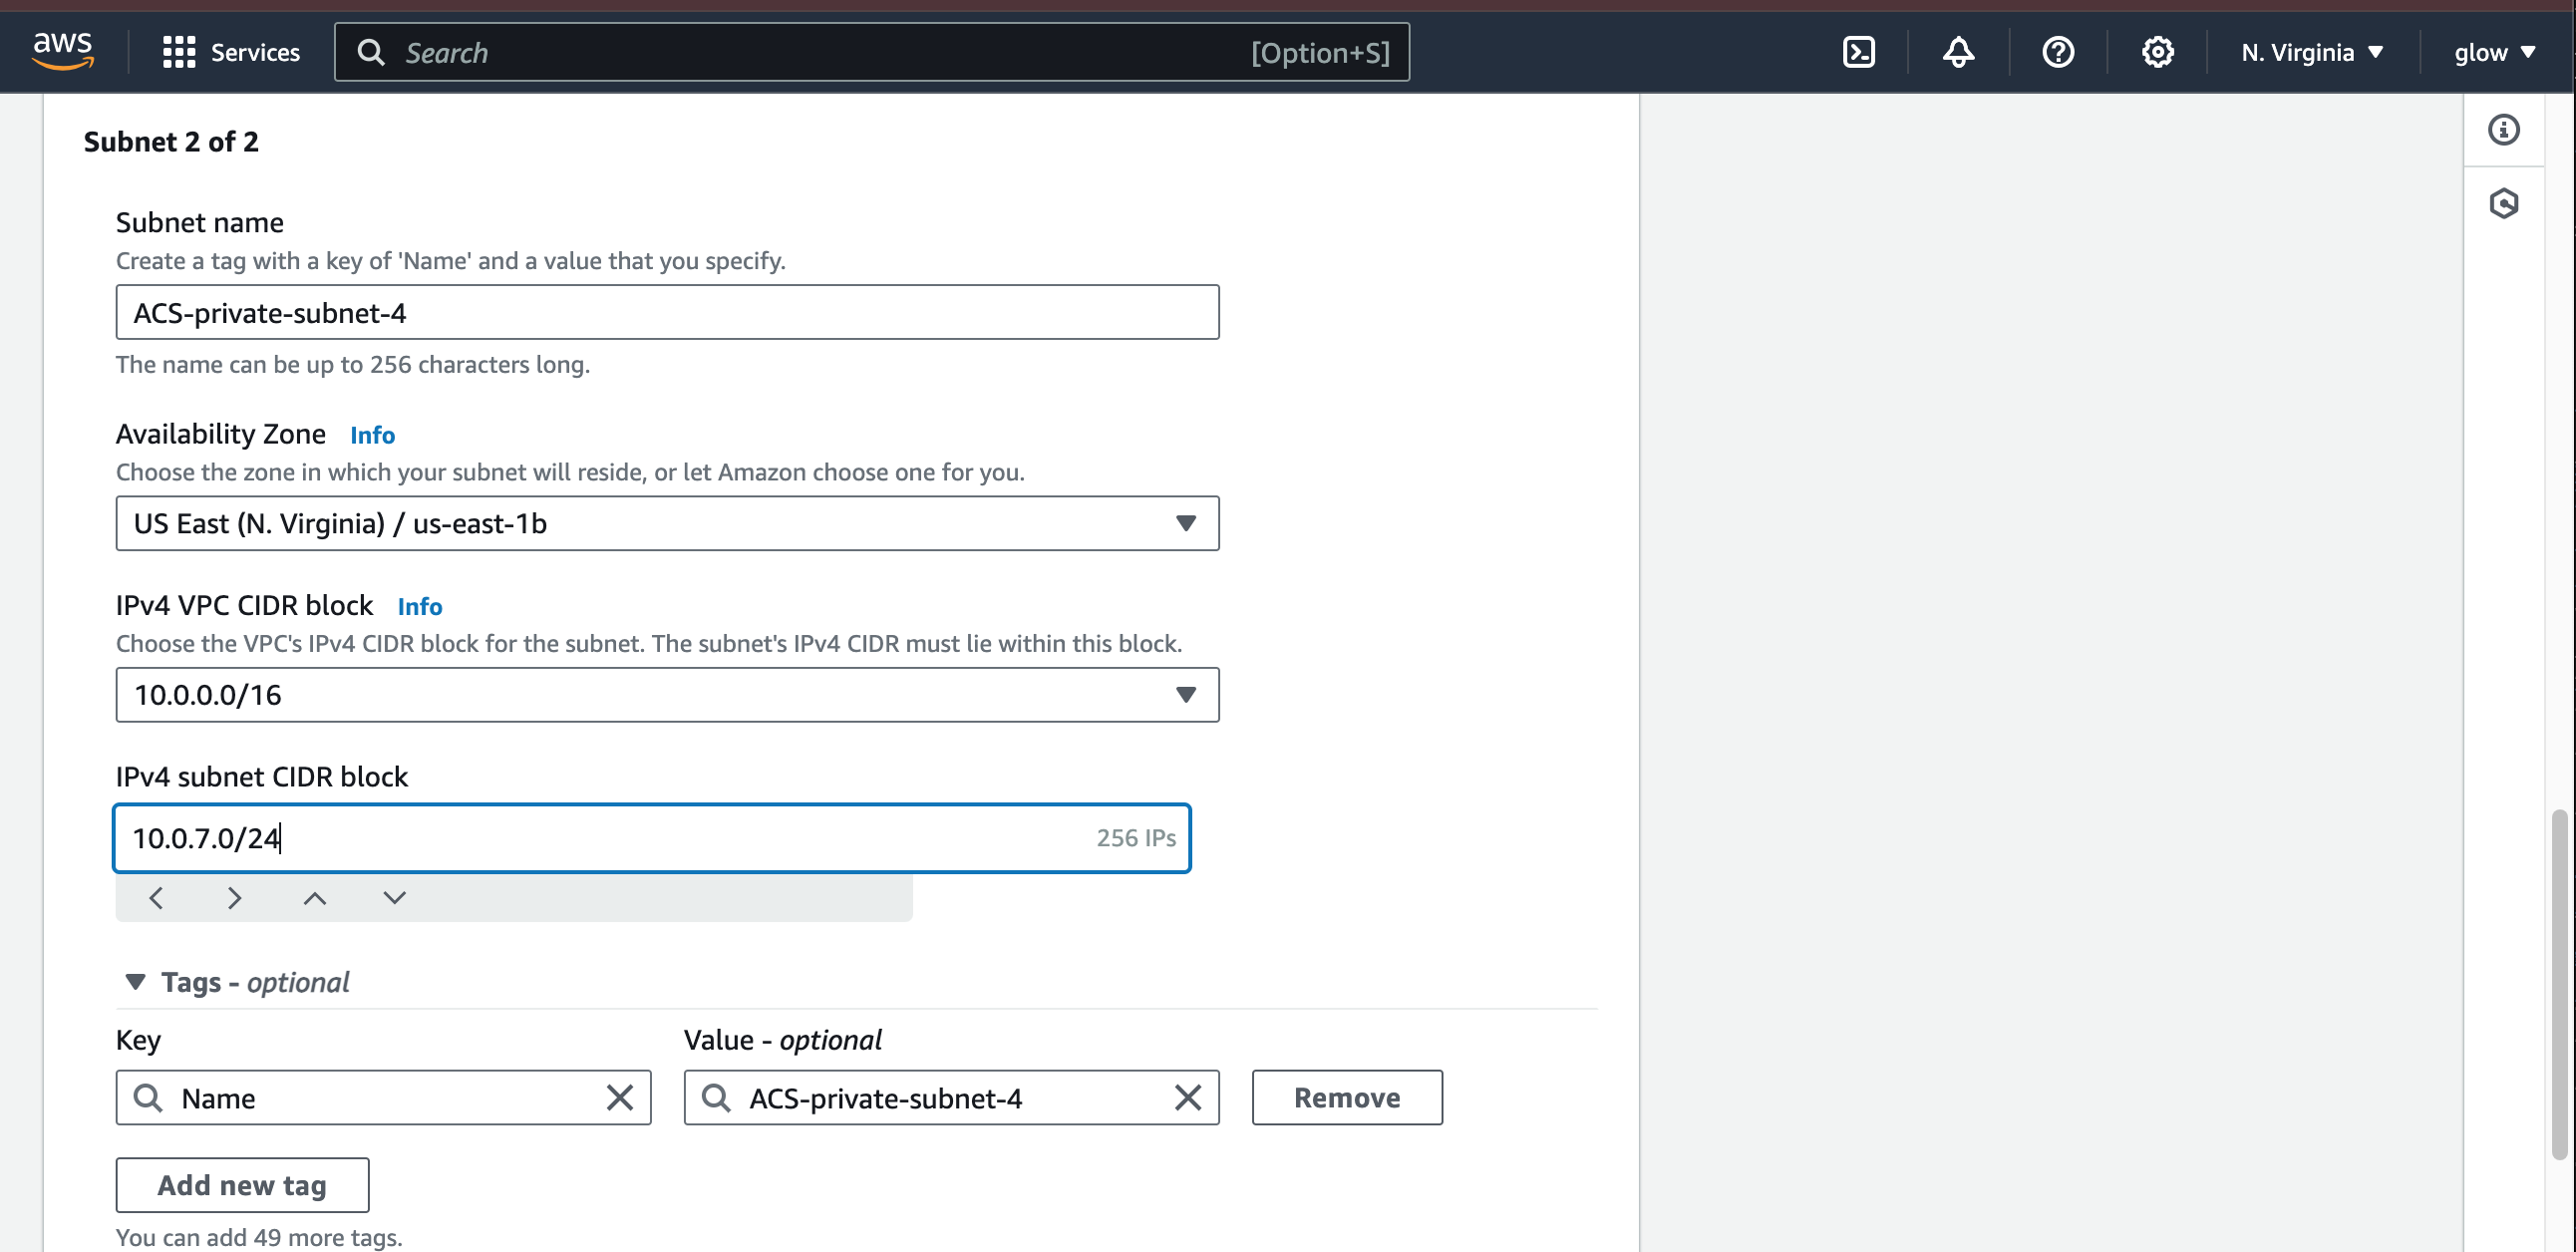 aws
Services
Search
[Option+S]
N. Virginia
glow
Subnet 2 of 2
Subnet name
Create a tag with a key of 'Name' and a value that you specify.
ACS-private-subnet-4
The name can be up to 256 characters long.
Availability Zone Info
Choose the zone in which your subnet will reside, or let Amazon choose one for you.
US East (N. Virginia) / us-east-1b
IPv4 VPC CIDR block Info
Choose the VPC's IPv4 CIDR block for the subnet. The subnet's IPv4 CIDR must lie within this block.
10.0.0.0/16
IPv4 subnet CIDR block
10.0.7.0/24
256 IPs
Tags - optional
Key
Value - optional
Name
ACS-private-subnet-4
Remove
Add new tag
You can add 49 more tags.